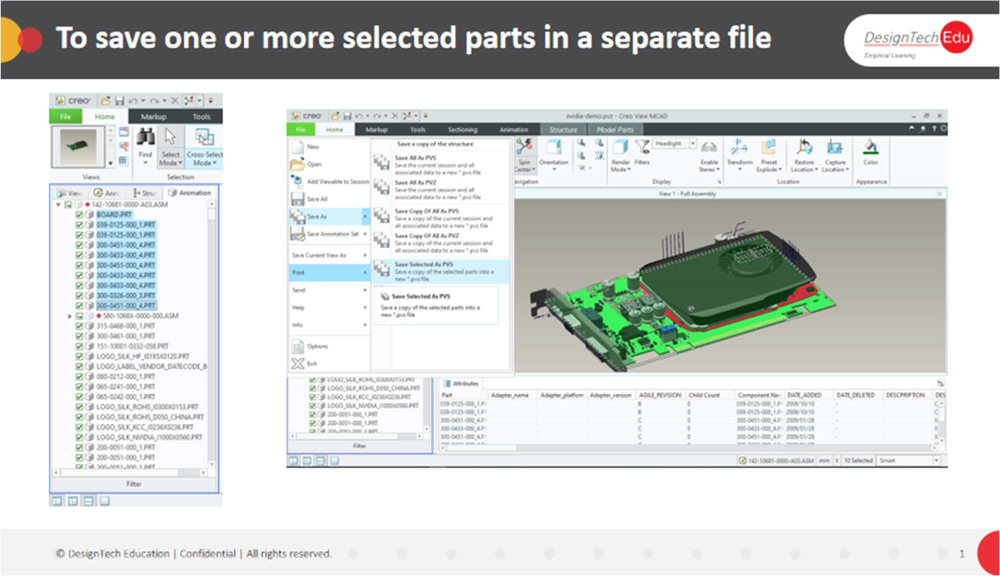 To save one or more selected parts in a separate file
DesignTech Edu
Empirical Learning
creo
File Home Markup Tools
Find
Select Mode
Cross-Select Mode
Views
Selection
View
Ann
Stru
Animation
142-10681-0000-A03.ASM
BOARD.PRT
039-0125-000_1.PRT
039-0125-000_1.PRT
300-0451-000_4.PRT
300-0433-000_4.PRT
300-0451-000_4.PRT
300-0433-000_4.PRT
300-0433-000_4.PRT
300-0326-000_3.PRT
300-0451-000_4.PRT
580-1068X-0000-000.ASM
315-0468-000_1.PRT
300-0461-000_1.PRT
151-10001-0332-058.PRT
LOGO_SILK_HF_I0185X0120.PRT
LOGO_LABEL_VENDOR_DATECODE_B
080-0212-000_1.PRT
065-0241-000_1.PRT
065-0242-000_1.PRT
LOGO_SILK_ROHS_I0300X0153.PRT
LOGO_SILK_ROHS_D050_CHINA.PRT
LOGO_SILK_KCC_I0236X0236.PRT
LOGO_SILK_NVIDIA_I1000X0560.PRT
200-0051-000_1.PRT
200-0051-000_1.PRT
200-0051-000_1.PRT
Filter
creo
nvidia-demo.pvz - Creo View MCAD
File Home Markup Tools Sectioning Animation Structure Model Parts
New
Open
Add Viewable to Session
Save All
Save As
Save Annotation Set
Save Current View As
Print
Send
Help
Info
Options
Exit
Save a copy of the structure
Save All As PVS
Save the current session and all
associated data to a new *.pvs file
Save All As PVZ
Save the current session and all
associated data to a new *.pvz file
Save Copy Of All As PVS
Save a copy of the current session and
all associated data to a new *.pvs file
Save Copy Of All As PVZ
Save a copy of the current session and
all associated data to a new *.pvz file
Save Selected As PVS
Save a copy of the selected parts into a
new *.pvs file
Save Selected As PVS
Save a copy of the selected parts into a
new *.pvs file
Spin Center
Orientation
Render Mode
Filters
Headlight
Enable Stereo
Transform
Preset Explode
Restore Location
Capture Location
Color
avigation
Display
Location
Appearance
View 1 - Full Assembly
LOGO_SILK_ROHS_I0300X0153.PRT
LOGO_SILK_ROHS_D050_CHINA.PRT
LOGO_SILK_KCC_I0236X0236.PRT
LOGO_SILK_NVIDIA_I1000X0560.PRT
200-0051-000_1.PRT
200-0051-000_1.PRT
200-0051-000_1.PRT
Filter
Attributes
Part Adapter_name Adapter_platform Adapter_version AGILE_REVISION Child Count Component Na DATE_ADDED DATE_DELETED DESCPRIPTION DES
039-0125-000_1.P B 0 039-0125-000_1.P 2008/10/10 - C
039-0125-000_1.P B 0 039-0125-000_1.P 2008/10/10 - C
300-0451-000_4.P C 0 300-0451-000_4.P 2009/01/28 - X
300-0433-000_4.P C 0 300-0433-000_4.P 2009/01/28 - X
300-0451-000_4.P C 0 300-0451-000_4.P 2009/01/28 - X
142-10681-0000-A03.ASM mm t 10 Selected Smart
© DesignTech Education | Confidential | All rights reserved.
1